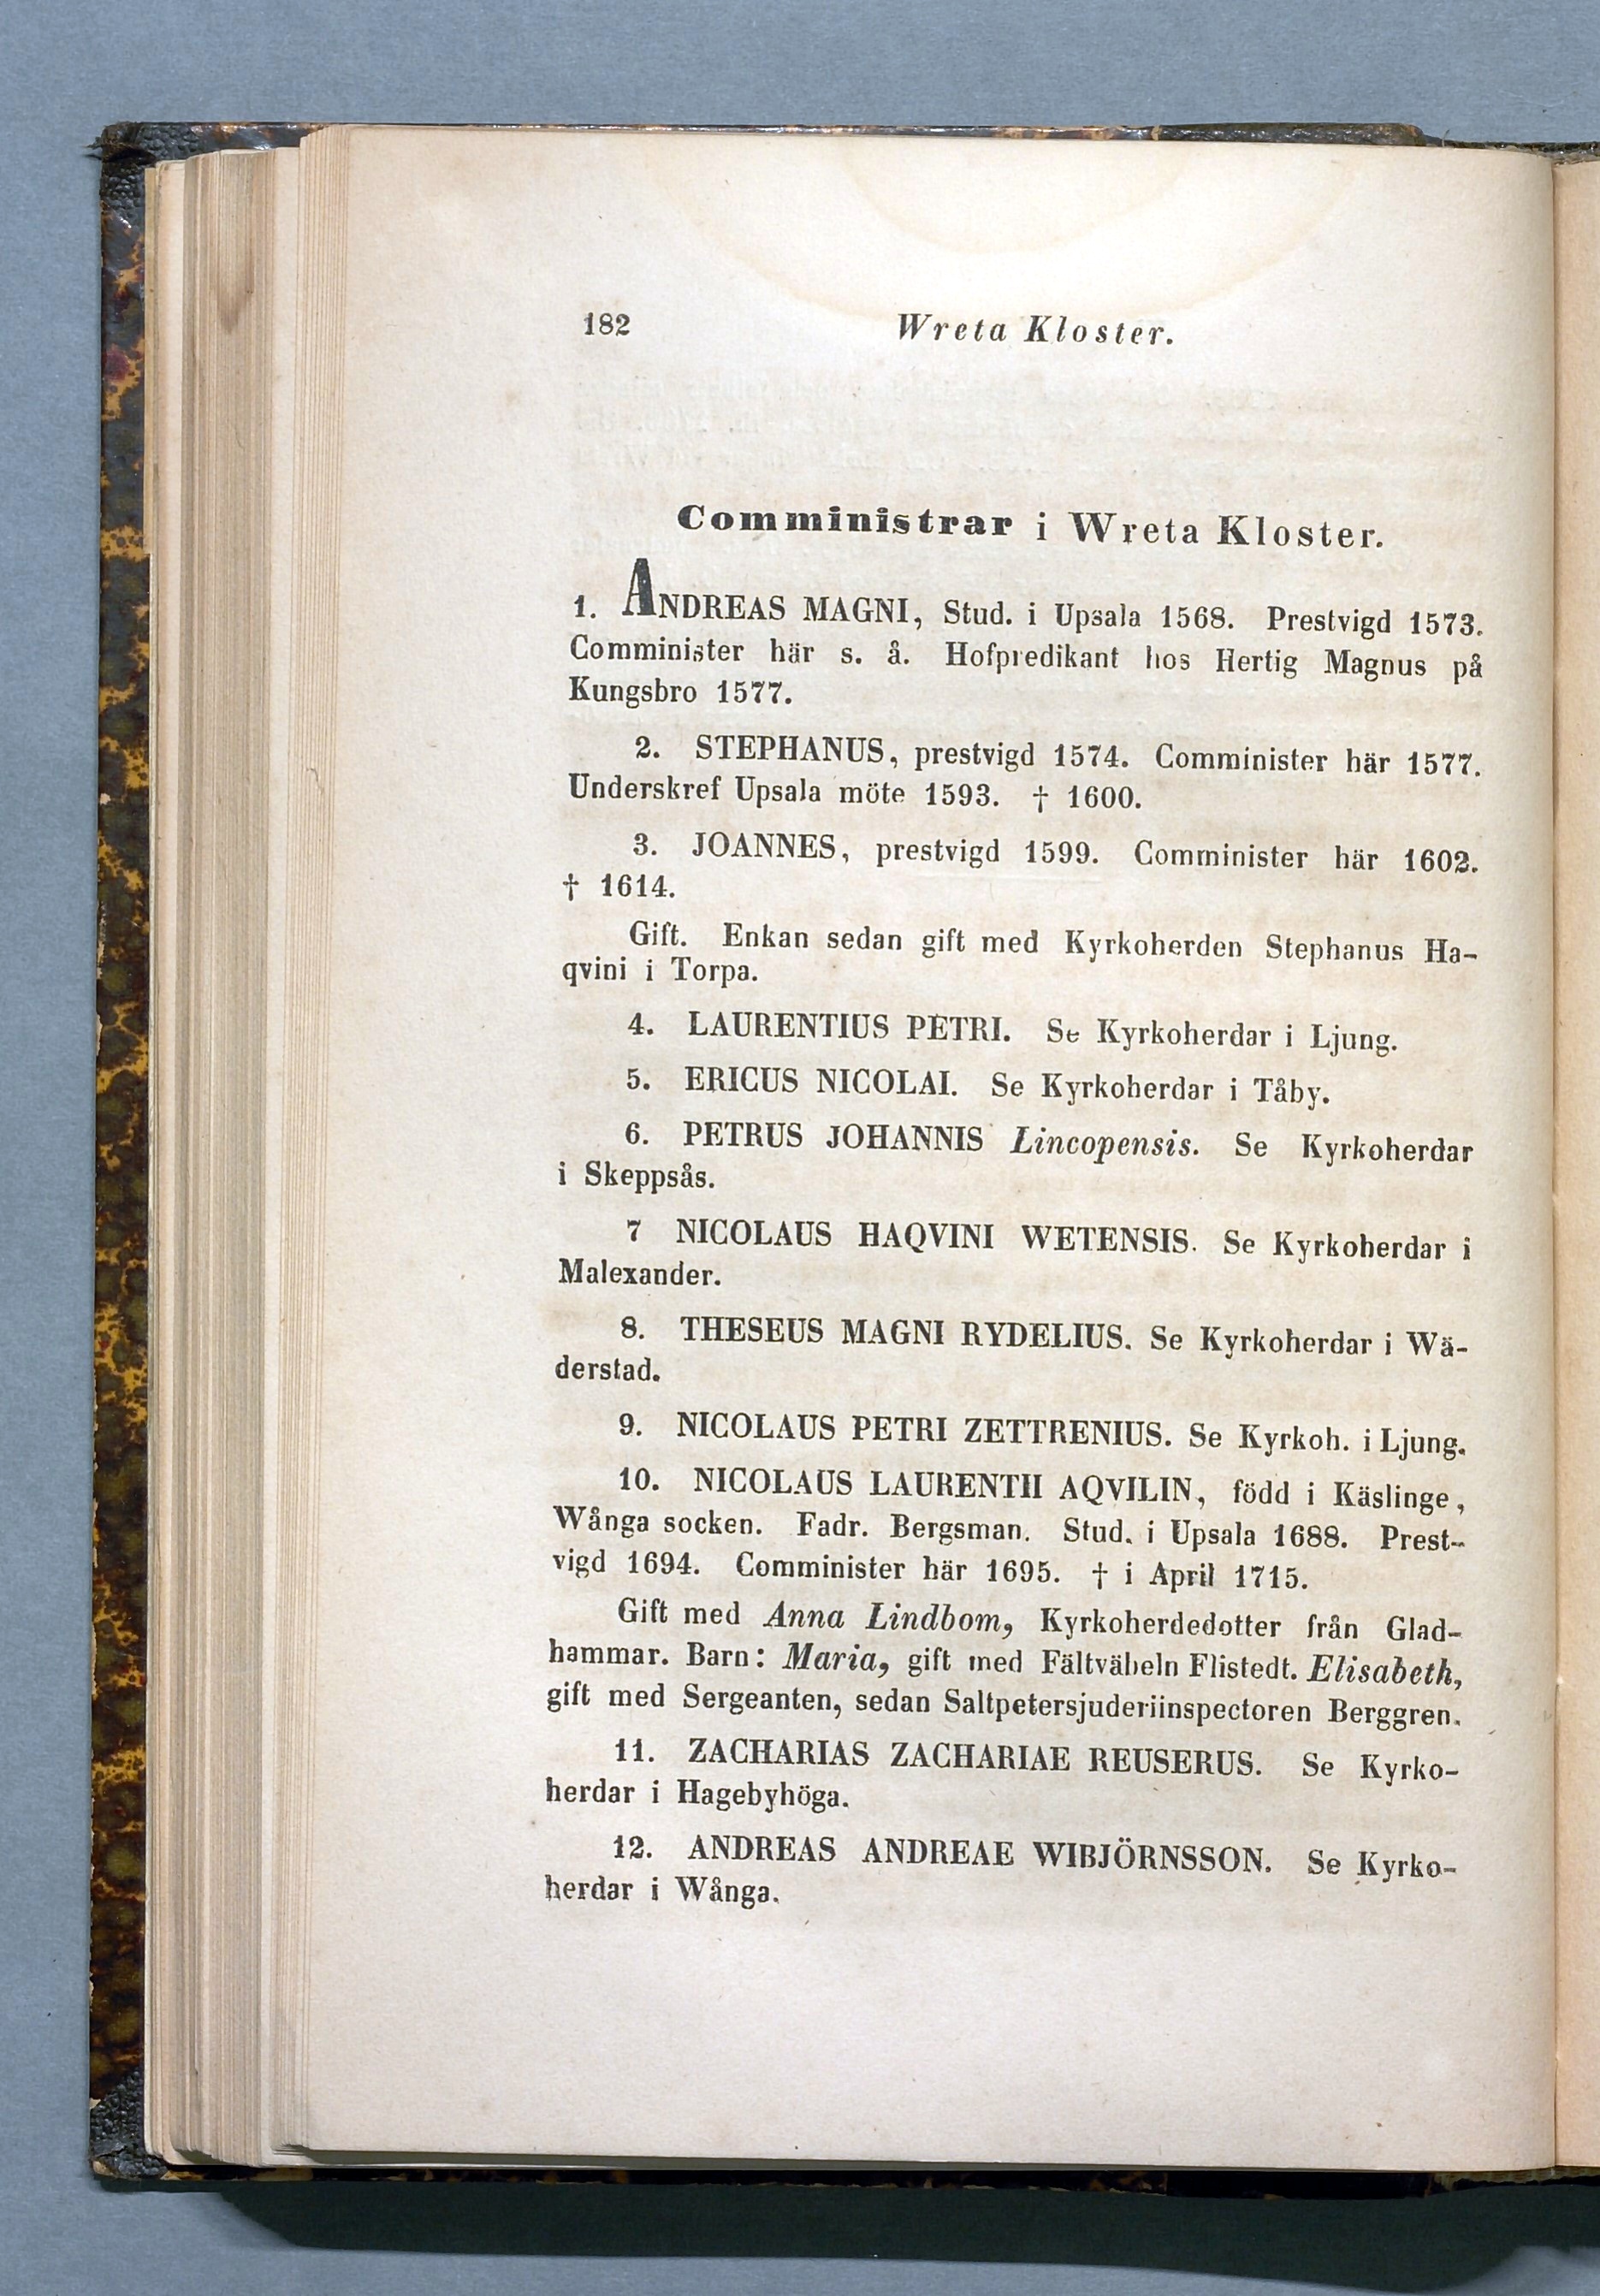 182
Wreta Kloster.
Comministrar i Wreta Kloster.
1. ANDREAS MAGNI, Stud. i Upsala 1568. Prestvigd 1573.
Comminister här s. å. Hofpredikant hos Hertig Magnus på
Kungsbro 1577.
2. STEPHANUS, prestvigd 1574. Comminister här 1577.
Underskref Upsala möte 1593. † 1600.
3. JOANNES, prestvigd 1599. Comminister här 1602.
† 1614.
Gift. Enkan sedan gift med Kyrkoherden Stephanus Ha-
qvini i Torpa.
4. LAURENTIUS PETRI. Se Kyrkoherdar i Ljung.
5. ERICUS NICOLAI. Se Kyrkoherdar i Tåby.
6. PETRUS JOHANNIS Lincopensis. Se Kyrkoherdar
i Skeppsås.
7 NICOLAUS HAQVINI WETENSIS. Se Kyrkoherdar i
Malexander.
8. THESEUS MAGNI RYDELIUS. Se Kyrkoherdar i Wä-
derstad.
9. NICOLAUS PETRI ZETTRENIUS. Se Kyrkoh. i Ljung.
10. NICOLAUS LAURENTII AQVILIN, född i Käslinge,
Wånga socken. Fadr. Bergsman. Stud. i Upsala 1688. Prest-
vigd 1694. Comminister här 1695. † i April 1715.
Gift med Anna Lindbom, Kyrkoherdedotter från Glad-
hammar. Barn: Maria, gift med Fältväbeln Flistedt. Elisabeth,
gift med Sergeanten, sedan Saltpetersjuderiinspectoren Berggren.
11. ZACHARIAS ZACHARIAE REUSERUS. Se Kyrko-
herdar i Hagebyhöga.
12. ANDREAS ANDREAE WIBJÖRNSSON. Se Kyrko-
herdar i Wånga.